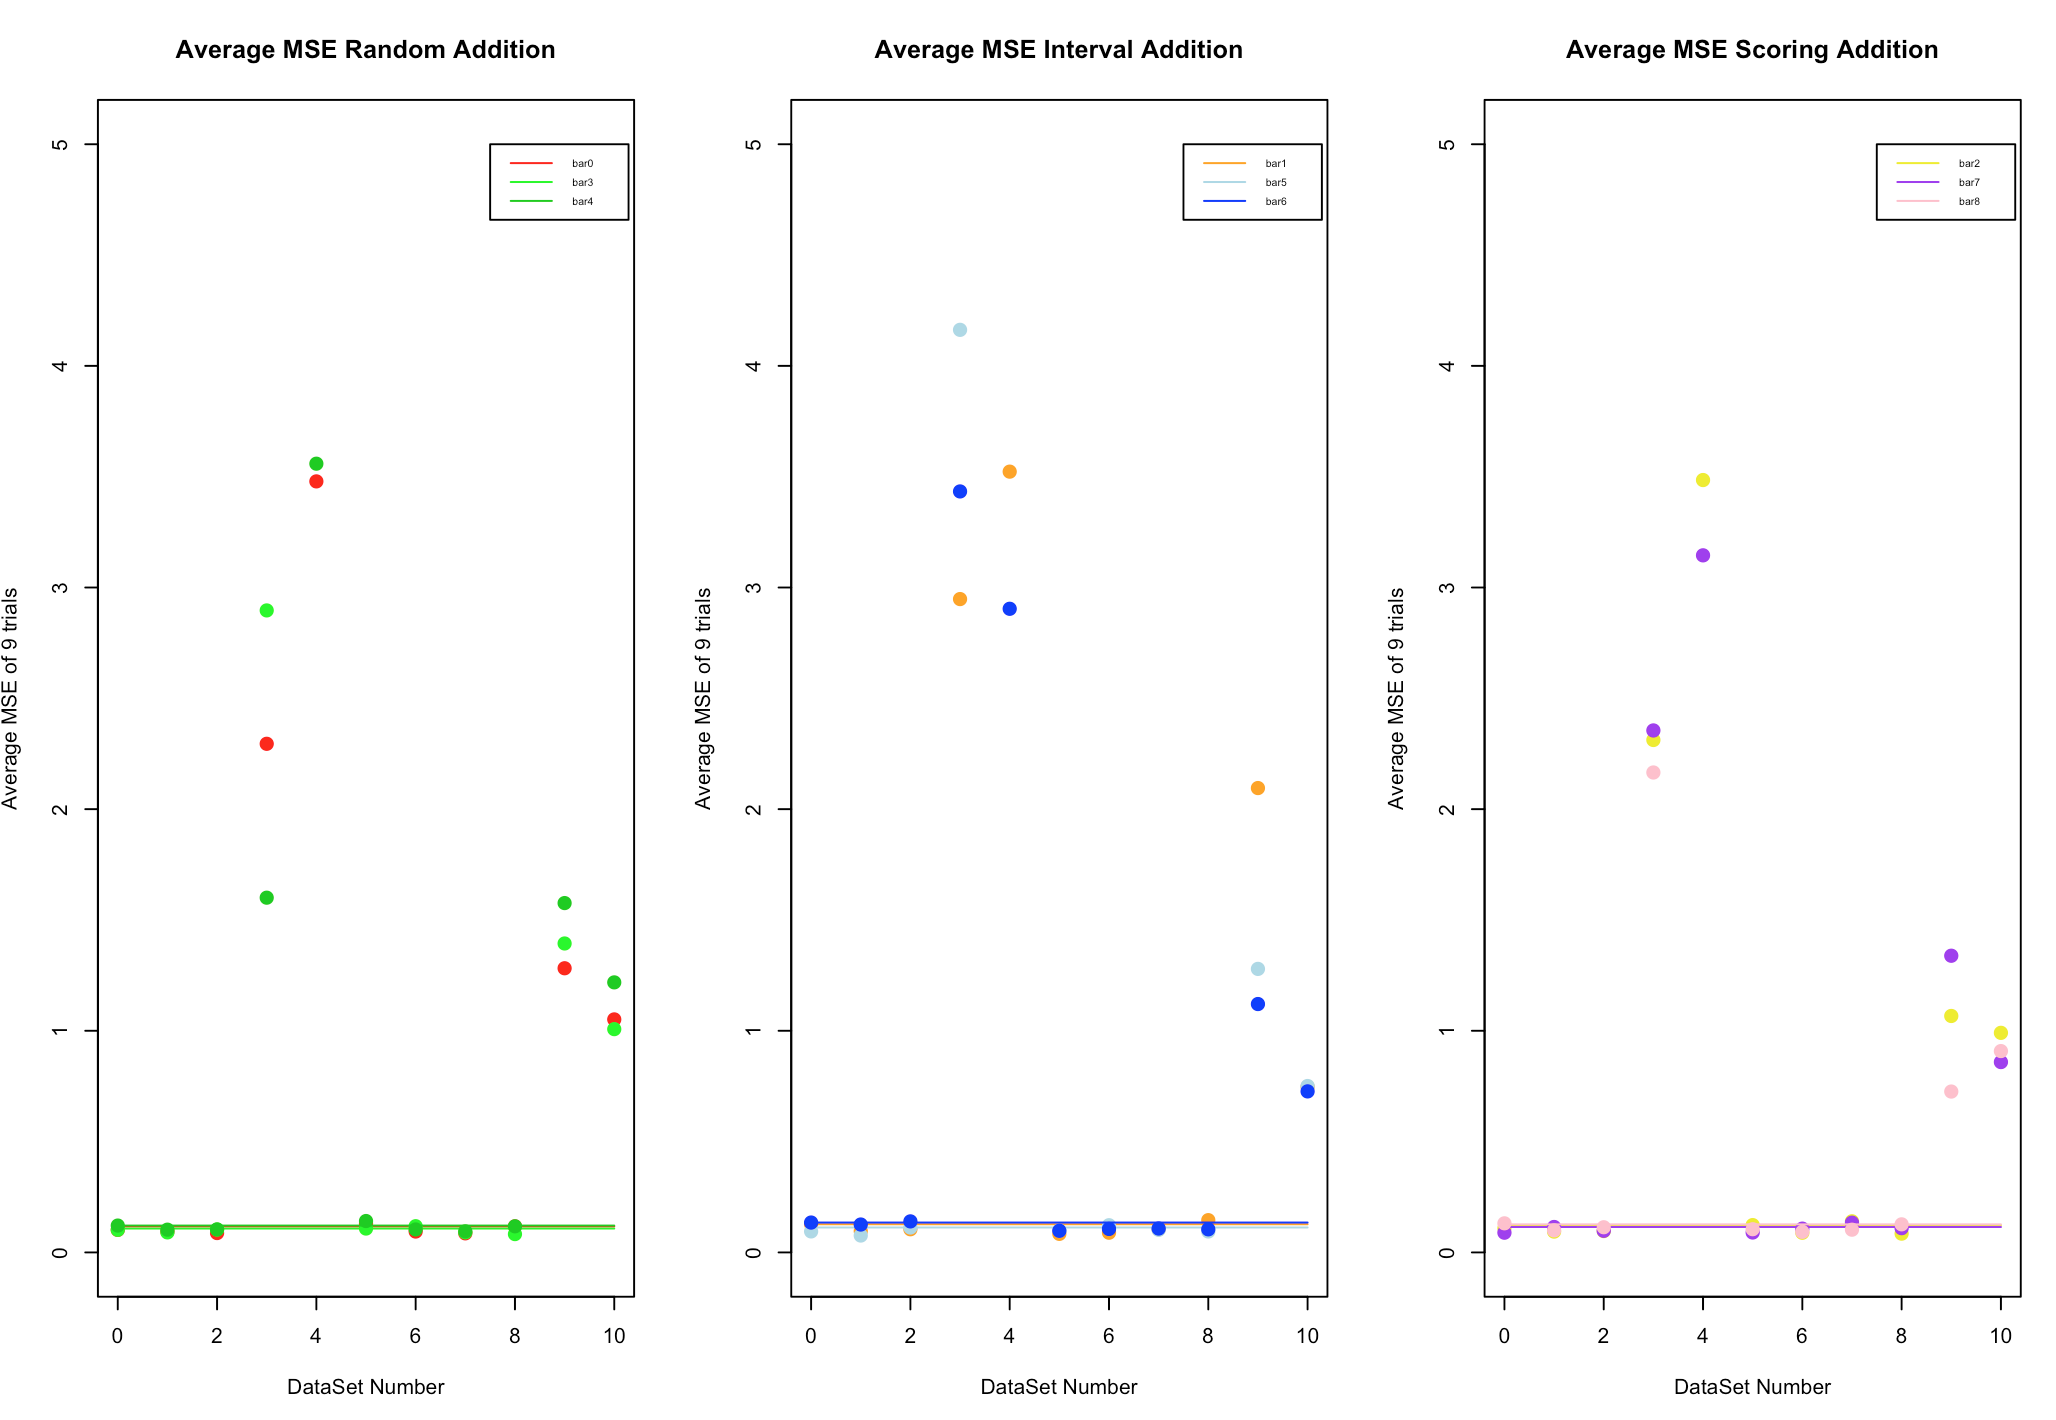 Average MSE Random Addition
Average MSE of 9 trials
5
4
3
2
1
0
bar0
bar3
bar4
0 2 4 6 8 10
DataSet Number
Average MSE Interval Addition
Average MSE of 9 trials
5
4
3
2
1
0
bar1
bar5
bar6
0 2 4 6 8 10
DataSet Number
Average MSE Scoring Addition
Average MSE of 9 trials
5
4
3
2
1
0
bar2
bar7
bar8
0 2 4 6 8 10
DataSet Number